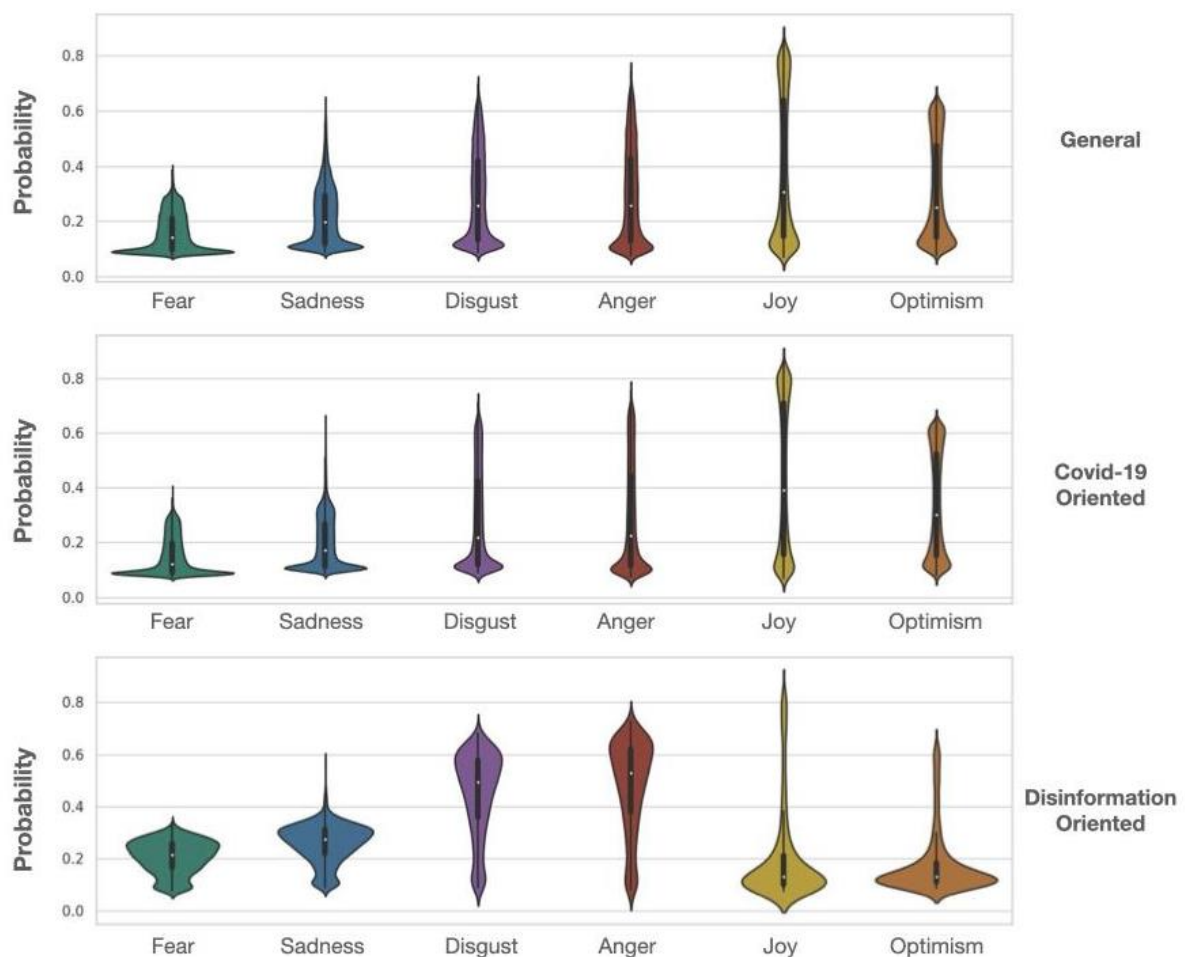 Probability
0.8
0.6
0.4
0.2
0.0
Fear Sadness Disgust Anger Joy Optimism
General
Probability
0.8
0.6
0.4
0.2
0.0
Fear Sadness Disgust Anger Joy Optimism
Covid-19
Oriented
Probability
0.8
0.6
0.4
0.2
0.0
Fear Sadness Disgust Anger Joy Optimism
Disinformation
Oriented